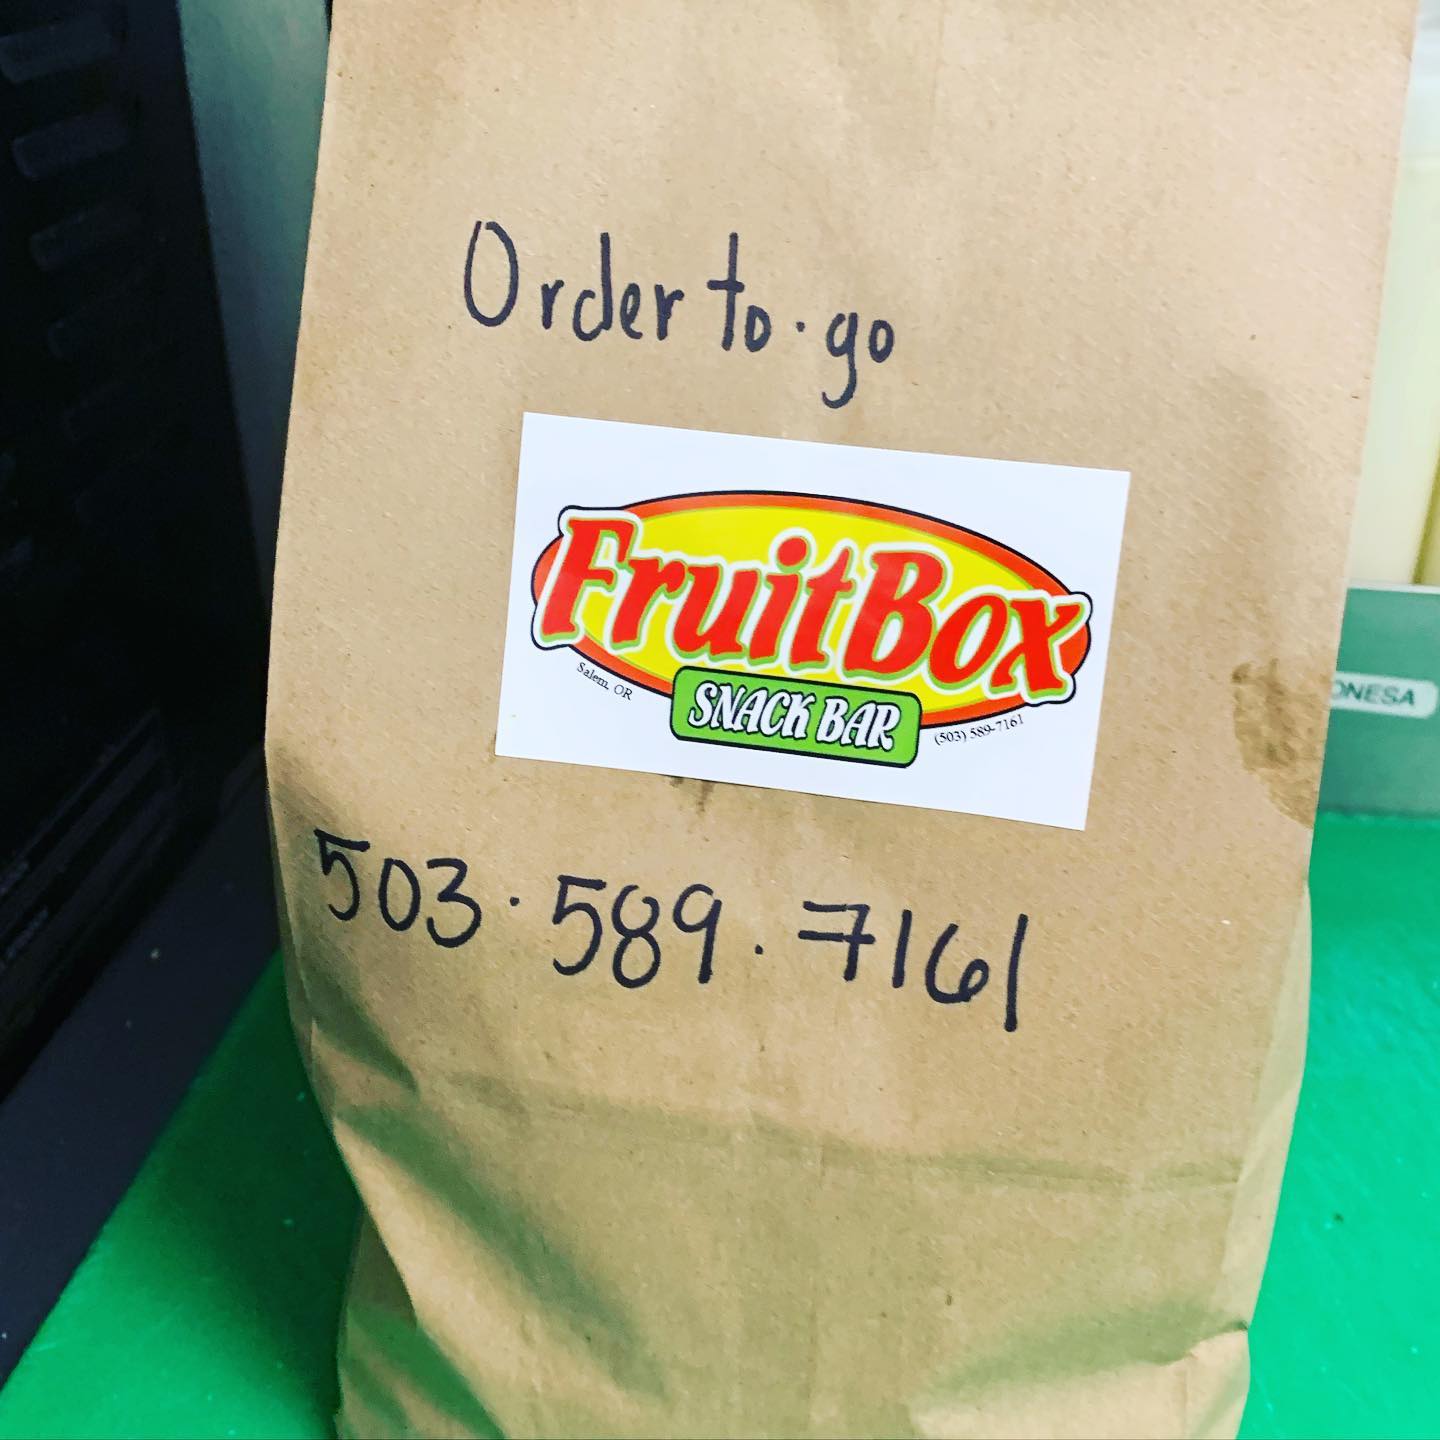 Order to·go
FruitBox
SNACK BAR
Salem, OR
(503) 589-7161
503·589·7161
ONESA